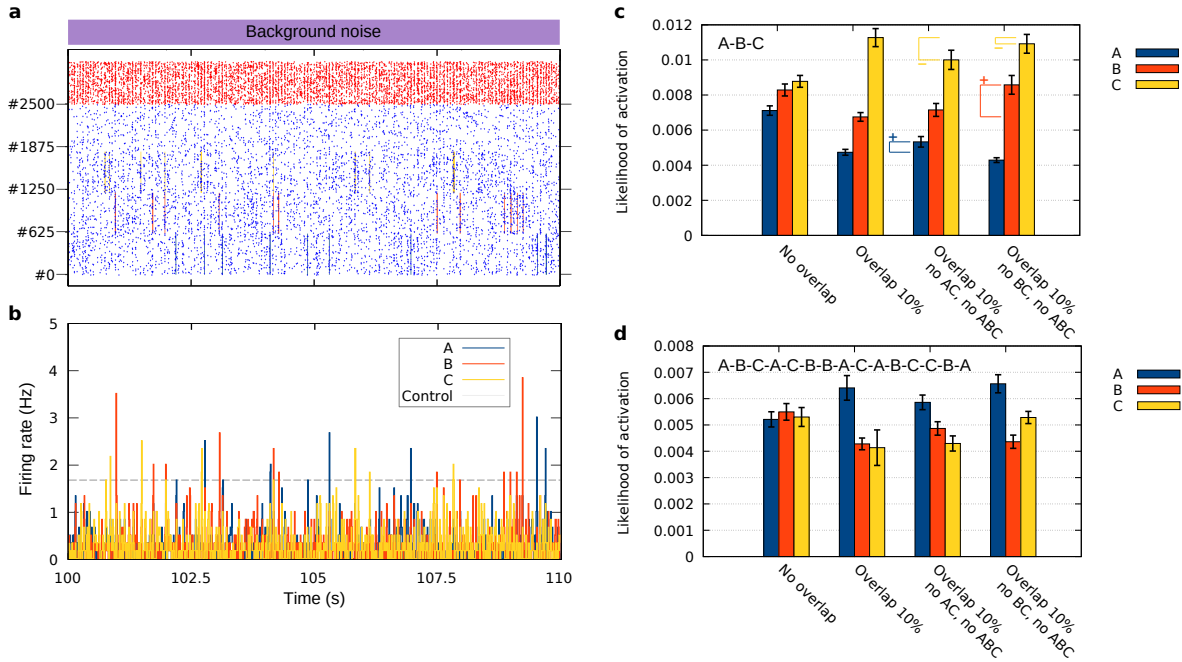 a
Background noise
#2500
#1875
#1250
#625
#0
b
5
4
3
2
1
0
Firing rate (Hz)
A
B
C
Control
100
102.5
105
107.5
110
Time (s)
c
0.012
0.01
0.008
0.006
0.004
0.002
0
Likelihood of activation
A-B-C
+
−
+
−
A
B
C
No overlap
Overlap 10%
Overlap 10%
no AC, no ABC
Overlap 10%
no BC, no ABC
d
0.008
0.007
0.006
0.005
0.004
0.003
0.002
0.001
0
Likelihood of activation
A-B-C-A-C-B-B-A-C-A-B-C-C-B-A
A
B
C
No overlap
Overlap 10%
Overlap 10%
no AC, no ABC
Overlap 10%
no BC, no ABC